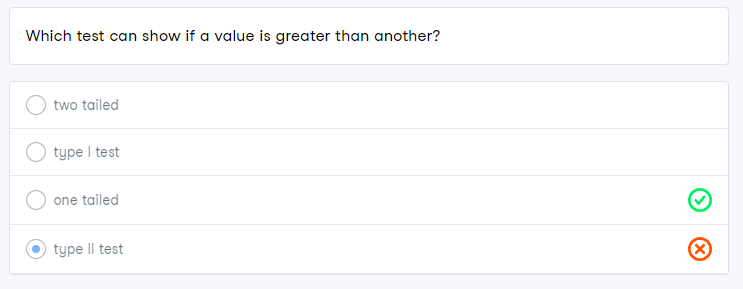 Which test can show if a value is greater than another?
two tailed
type I test
one tailed
type II test